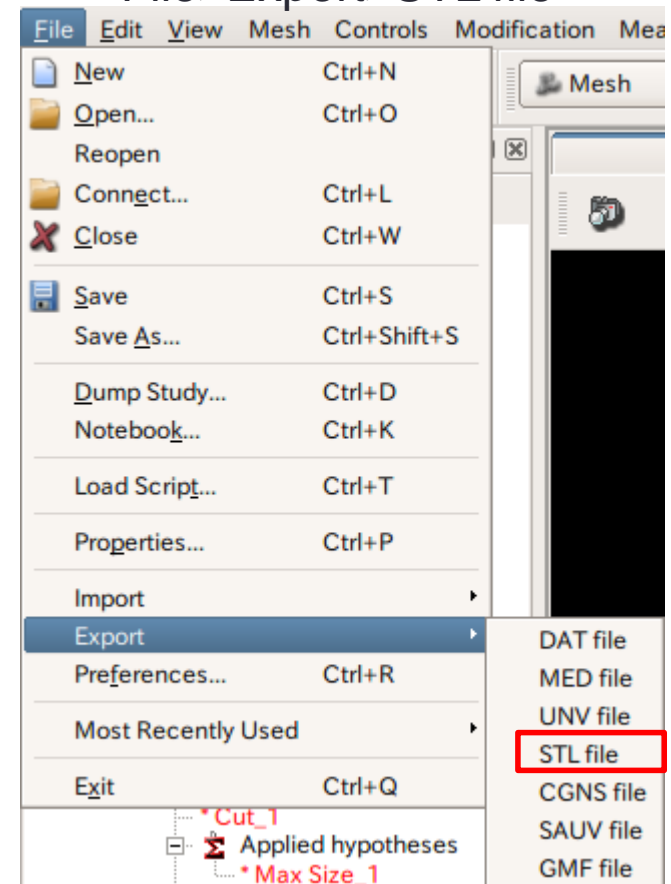 File Edit View Mesh Controls Modification Mea
New Ctrl+N
Mesh
Open... Ctrl+O
Reopen
Connect... Ctrl+L
Close Ctrl+W
Save Ctrl+S
Save As... Ctrl+Shift+S
Dump Study... Ctrl+D
Notebook... Ctrl+K
Load Script... Ctrl+T
Properties... Ctrl+P
Import
Export
Preferences... Ctrl+R
Most Recently Used
Exit Ctrl+Q
DAT file
MED file
UNV file
STL file
CGNS file
SAUV file
GMF file
* Cut_1
Applied hypotheses
* Max Size_1